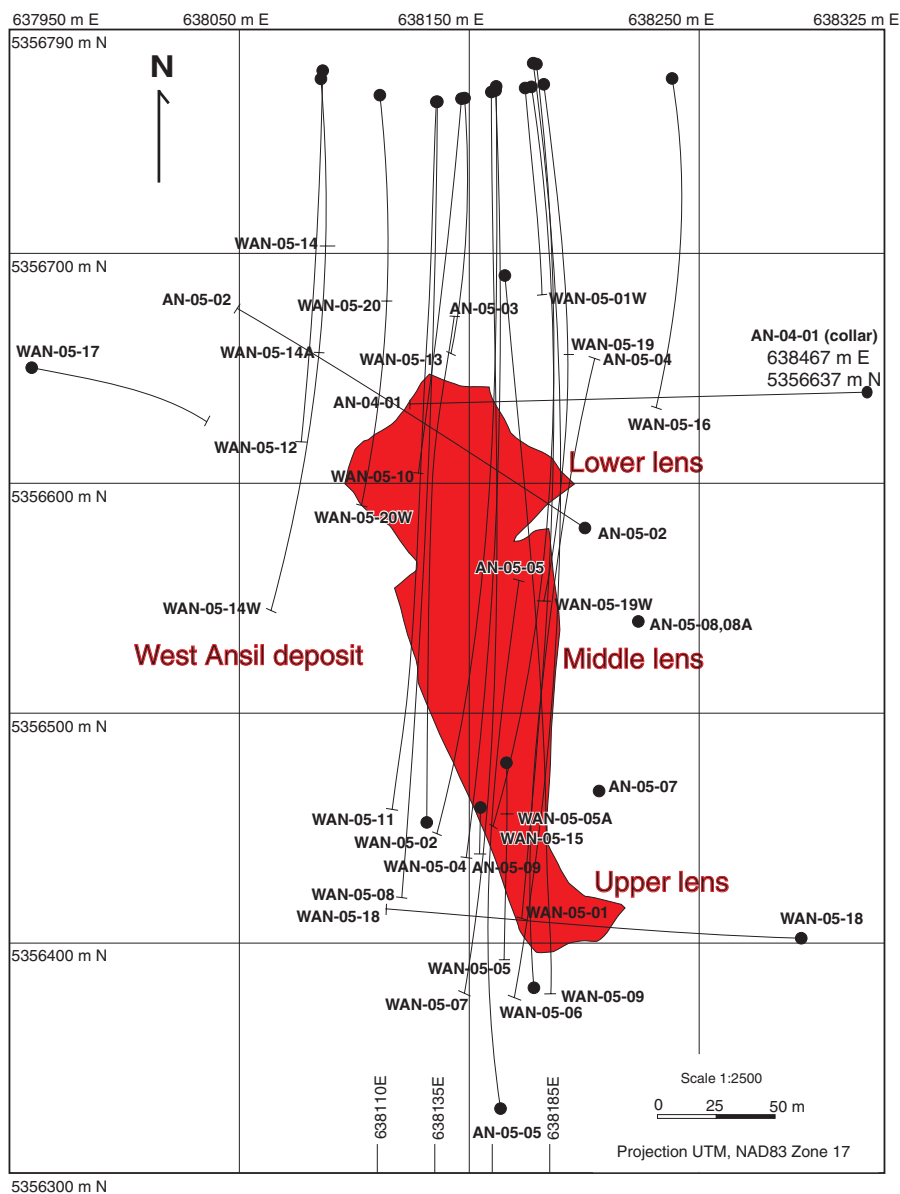 637950 m E
638050 m E
638150 m E
638250 m E
638325 m E
5356790 m N
N
WAN-05-14
5356700 m N
AN-05-02
WAN-05-20
AN-05-03
WAN-05-01W
AN-04-01 (collar)
638467 m E
5356637 m N
WAN-05-17
WAN-05-14A
WAN-05-13
WAN-05-19
AN-05-04
AN-04-01
WAN-05-16
WAN-05-12
Lower lens
WAN-05-10
5356600 m N
WAN-05-20W
AN-05-02
AN-05-05
WAN-05-14W
WAN-05-19W
AN-05-08,08A
West Ansil deposit
Middle lens
5356500 m N
AN-05-07
WAN-05-11
WAN-05-05A
WAN-05-02
WAN-05-15
WAN-05-04
AN-05-09
Upper lens
WAN-05-08
WAN-05-18
WAN-05-01
WAN-05-18
5356400 m N
WAN-05-05
WAN-05-07
WAN-05-09
WAN-05-06
638110E
638135E
638185E
Scale 1:2500
0 25 50 m
AN-05-05
Projection UTM, NAD83 Zone 17
5356300 m N